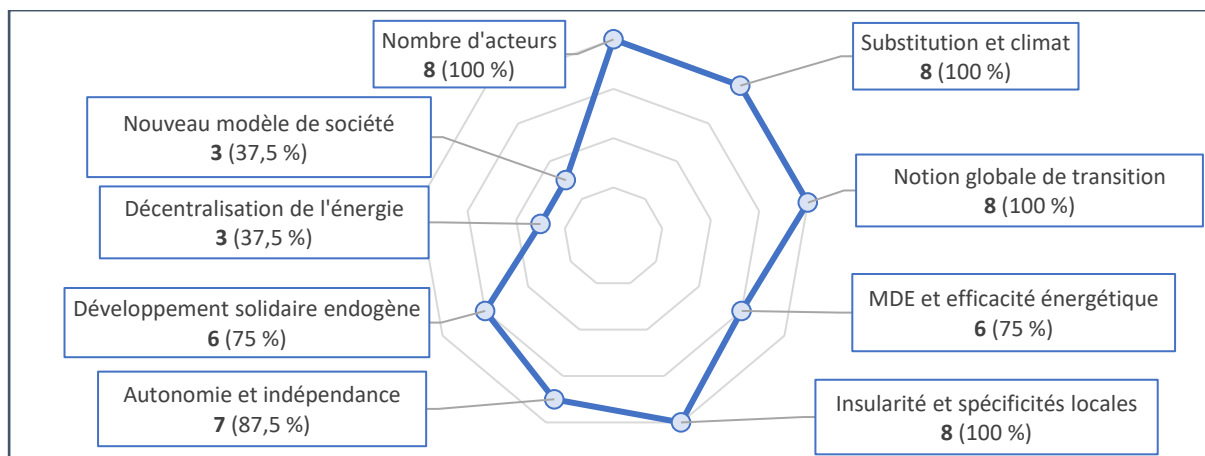 Nombre d'acteurs
8 (100 %)
Substitution et climat
8 (100 %)
Nouveau modèle de société
3 (37,5 %)
Notion globale de transition
8 (100 %)
Décentralisation de l'énergie
3 (37,5 %)
Développement solidaire endogène
6 (75 %)
MDE et efficacité énergétique
6 (75 %)
Autonomie et indépendance
7 (87,5 %)
Insularité et spécificités locales
8 (100 %)